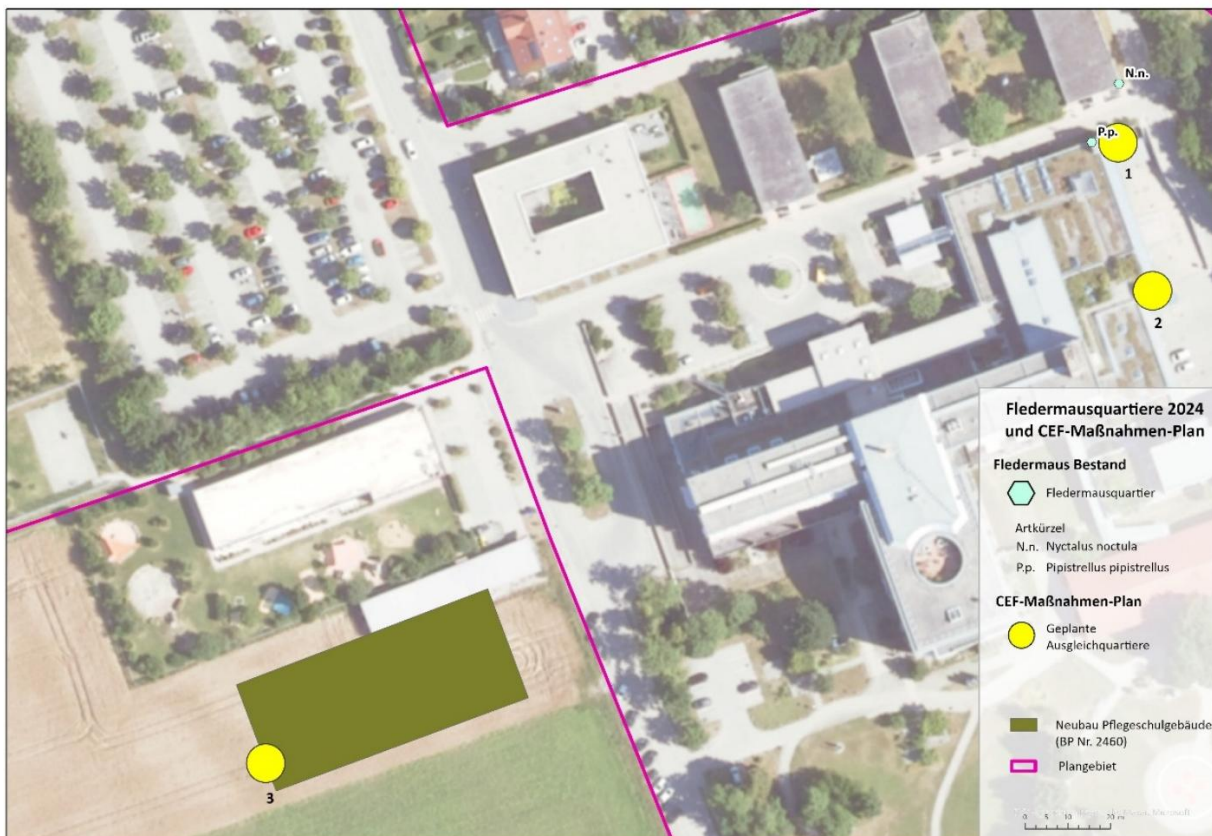 N.n.
P.p.
1
2
3
Fledermausquartiere 2024
und CEF-Maßnahmen-Plan
Fledermaus Bestand
Fledermausquartier
Artkürzel
N.n. Nyctalus noctula
P.p. Pipistrellus pipistrellus
CEF-Maßnahmen-Plan
Geplante
Ausgleichquartiere
Neubau Pflegeschulgebäude
(BP Nr. 2460)
Plangebiet
Microsoft
0 5 10 20 m